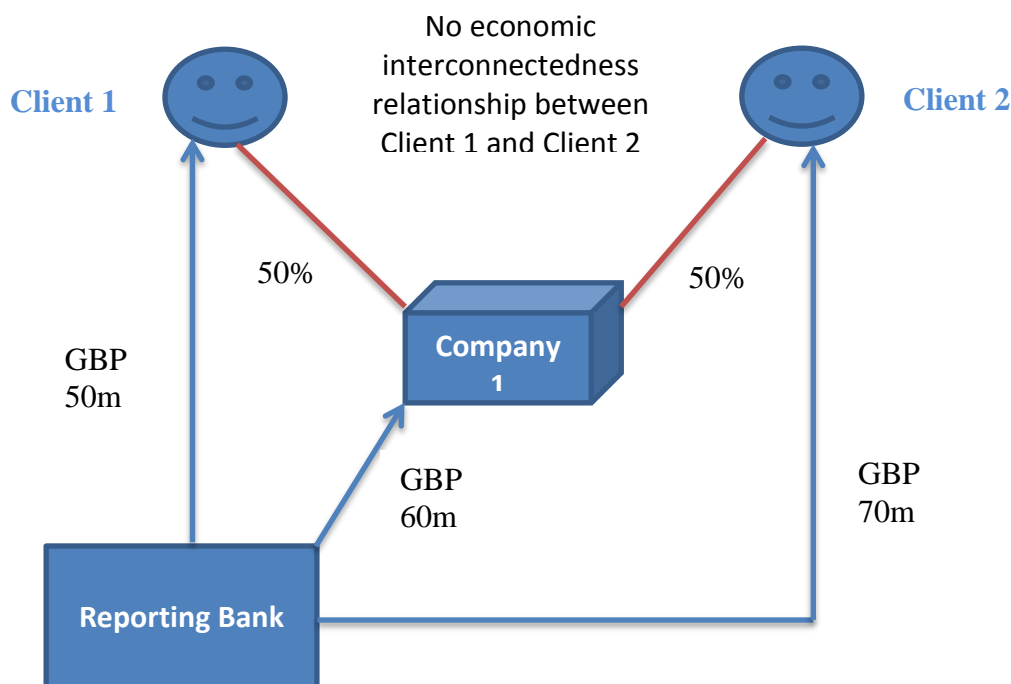 No economic
interconnectedness
relationship between
Client 1 and Client 2
Client 1
Client 2
50%
50%
Company
1
GBP
50m
GBP
60m
GBP
70m
Reporting Bank